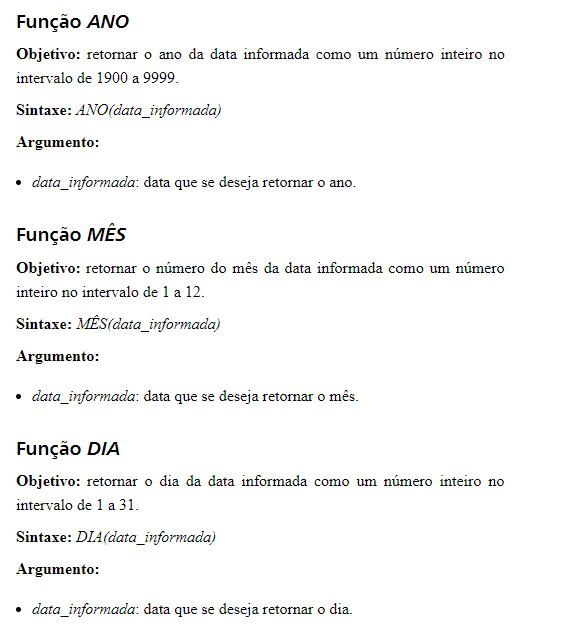 Função ANO
Objetivo: retornar o ano da data informada como um número inteiro no
intervalo de 1900 a 9999.
Sintaxe: ANO(data_informada)
Argumento:
• data_informada: data que se deseja retornar o ano.
Função MÊS
Objetivo: retornar o número do mês da data informada como um número
inteiro no intervalo de 1 a 12.
Sintaxe: MÊS(data_informada)
Argumento:
• data_informada: data que se deseja retornar o mês.
Função DIA
Objetivo: retornar o dia da data informada como um número inteiro no
intervalo de 1 a 31.
Sintaxe: DIA(data_informada)
Argumento:
• data_informada: data que se deseja retornar o dia.